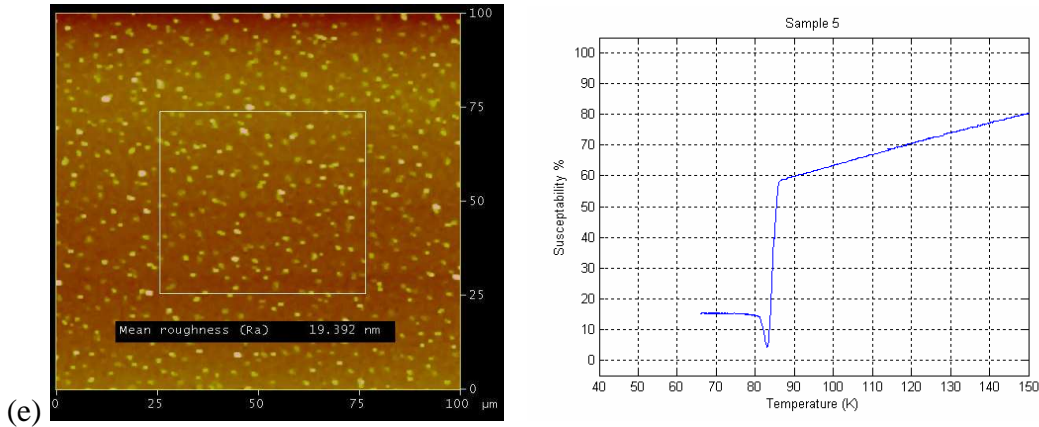 100
75
50
25
0
Mean roughness (Ra) 19.392 nm
0 25 50 75 100 µm
(e)
Sample 5
Susceptability %
100
90
80
70
60
50
40
30
20
10
0
40 50 60 70 80 90 100 110 120 130 140 150
Temperature (K)